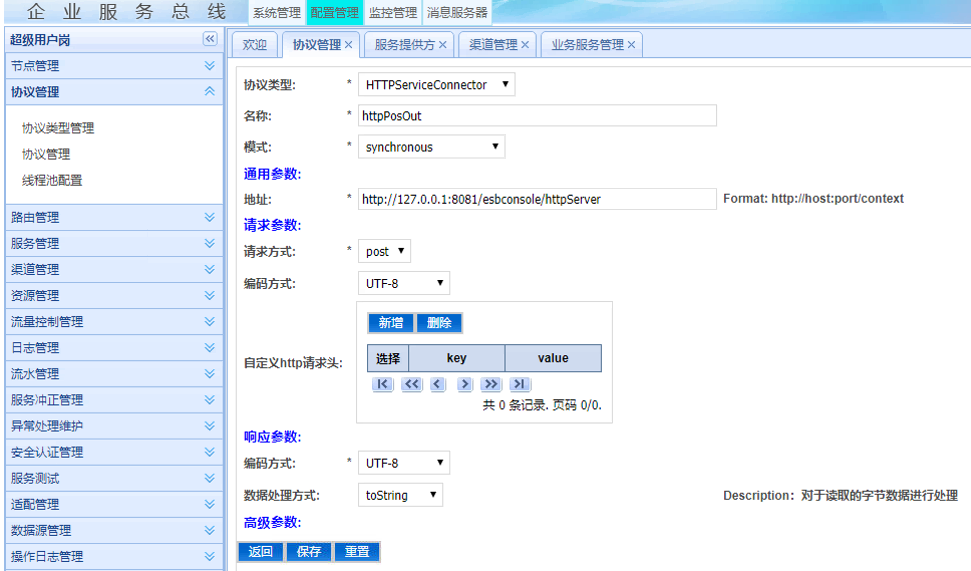 企业服务总线 系统管理 配置管理 监控管理 消息服务器
超级用户岗
节点管理
协议管理
协议类型管理
协议管理
线程池配置
路由管理
服务管理
渠道管理
资源管理
流量控制管理
日志管理
流水管理
服务冲正管理
异常处理维护
安全认证管理
服务测试
适配管理
数据源管理
操作日志管理
欢迎 协议管理 服务提供方 渠道管理 业务服务管理
协议类型: * HTTPServiceConnector
名称: * httpPosOut
模式: * synchronous
通用参数:
地址: * http://127.0.0.1:8081/esbconsole/httpServer Format: http://host:port/context
请求参数:
请求方式: * post
编码方式: UTF-8
新增 删除
自定义http请求头:
选择 key value
共 0 条记录. 页码 0/0.
响应参数:
编码方式: * UTF-8
数据处理方式: toString Description：对于读取的字节数据进行处理
高级参数:
返回 保存 重置